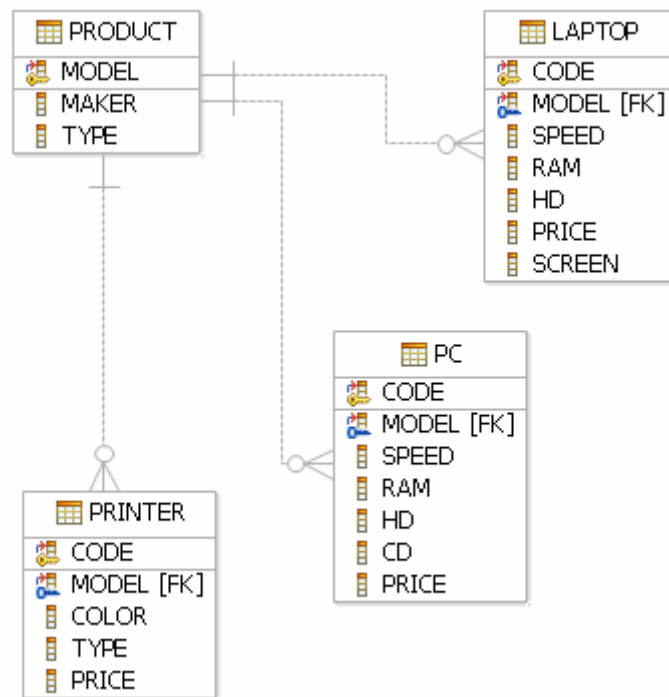 PRODUCT
MODEL
MAKER
TYPE
LAPTOP
CODE
MODEL [FK]
SPEED
RAM
HD
PRICE
SCREEN
PC
CODE
MODEL [FK]
SPEED
RAM
HD
CD
PRICE
PRINTER
CODE
MODEL [FK]
COLOR
TYPE
PRICE